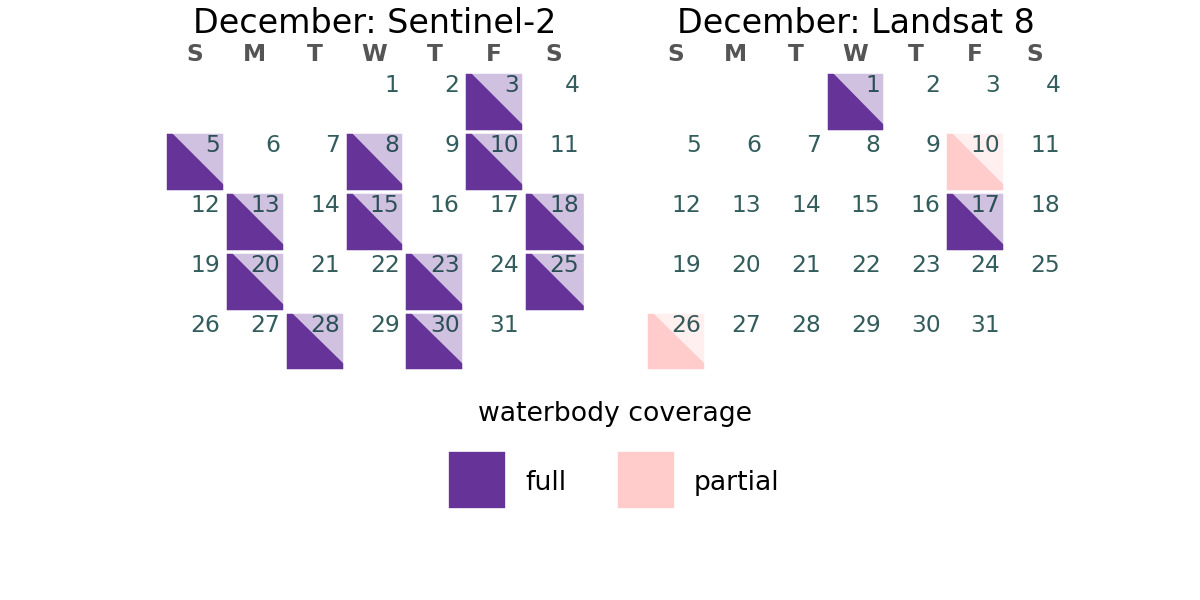 December: Sentinel-2
S M T W T F S
1 2 3 4
5 6 7 8 9 10 11
12 13 14 15 16 17 18
19 20 21 22 23 24 25
26 27 28 29 30 31
December: Landsat 8
S M T W T F S
1 2 3 4
5 6 7 8 9 10 11
12 13 14 15 16 17 18
19 20 21 22 23 24 25
26 27 28 29 30 31
waterbody coverage
full partial